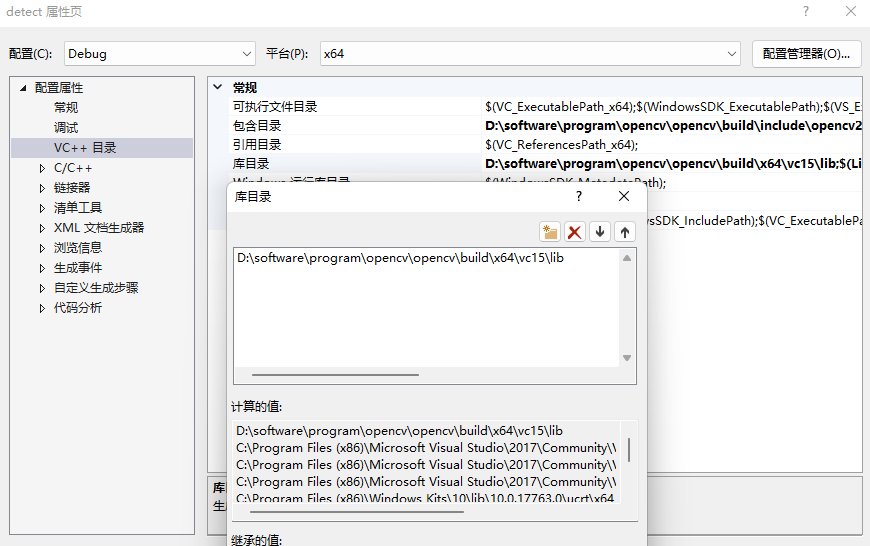 detect 属性页
配置(C): Debug 平台(P): x64 配置管理器(O)...
配置属性
常规
调试
VC++ 目录
C/C++
链接器
清单工具
XML 文档生成器
浏览信息
生成事件
自定义生成步骤
代码分析
常规
可执行文件目录 $(VC_ExecutablePath_x64);$(WindowsSDK_ExecutablePath);$(VS_E
包含目录 D:\software\program\opencv\opencv\build\include\opencv2
引用目录 $(VC_ReferencesPath_x64);
库目录 D:\software\program\opencv\opencv\build\x64\vc15\lib;$(Li
Windows 运行库目录 $(WindowsSDK_MetadataPath);
wsSDK_IncludePath);$(VC_ExecutablePa
库目录
D:\software\program\opencv\opencv\build\x64\vc15\lib
计算的值:
D:\software\program\opencv\opencv\build\x64\vc15\lib
C:\Program Files (x86)\Microsoft Visual Studio\2017\Community\\
C:\Program Files (x86)\Microsoft Visual Studio\2017\Community\\
C:\Program Files (x86)\Microsoft Visual Studio\2017\Community\\
C:\Program Files (x86)\Windows Kits\10\lib\10.0.17763.0\ucrt\x64
继承的值:
库
生